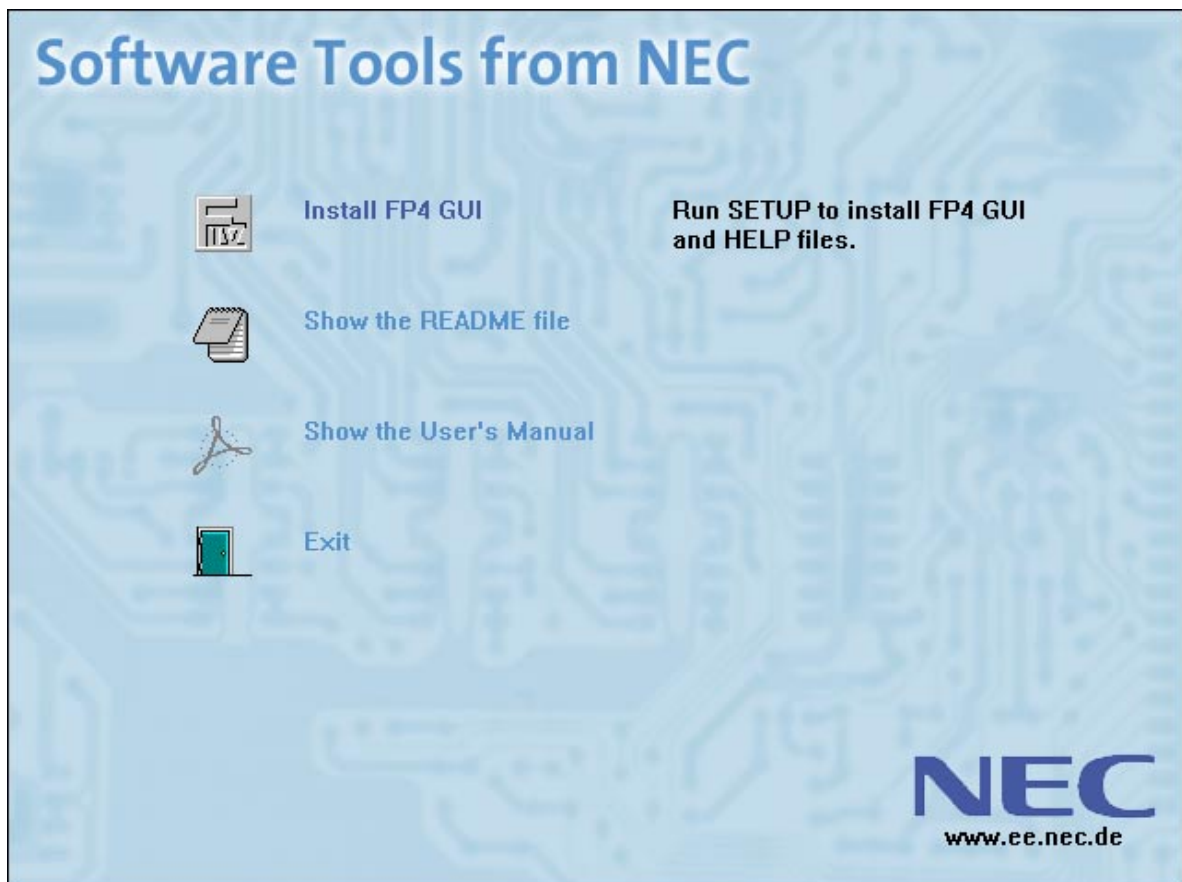 Software Tools from NEC
Install FP4 GUI
Run SETUP to install FP4 GUI
and HELP files.
Show the README file
Show the User's Manual
Exit
NEC
www.ee.nec.de